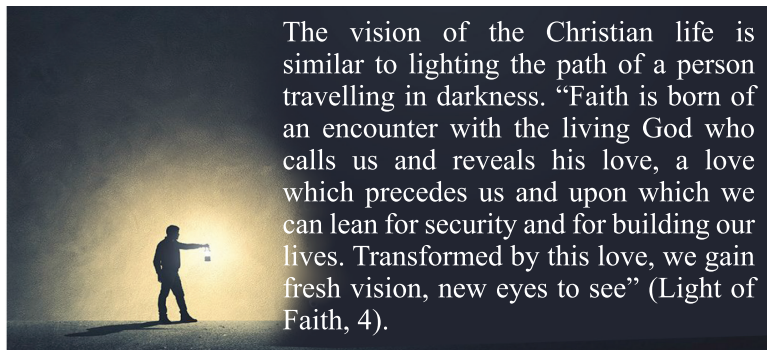 The vision of the Christian life is
similar to lighting the path of a person
travelling in darkness. “Faith is born of
an encounter with the living God who
calls us and reveals his love, a love
which precedes us and upon which we
can lean for security and for building our
lives. Transformed by this love, we gain
fresh vision, new eyes to see” (Light of
Faith, 4).